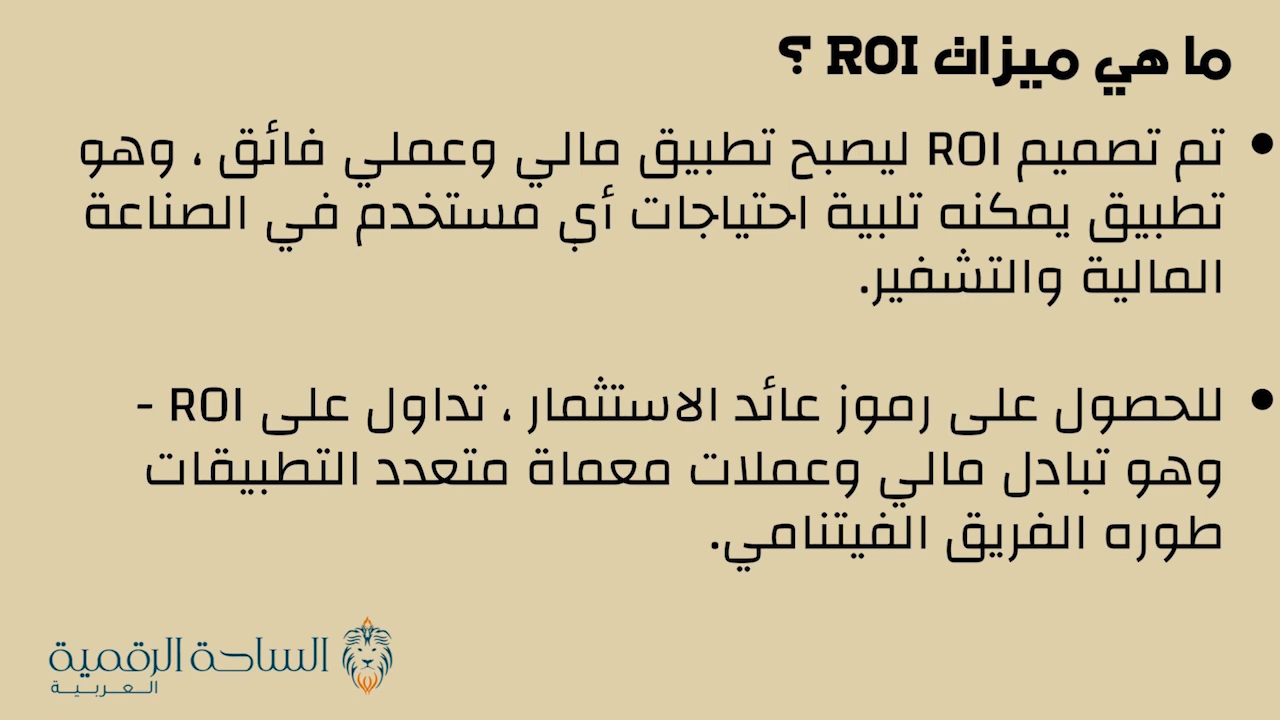 ما هي ميزاث ROI ؟
• تم تصميم ROI ليصبح تطبيق مالي وعملي فائق ، وهو
تطبيق يمكنه تلبية احتياجات أي مستخدم في الصناعة
المالية والتشفير.
• للحصول على رموز عائد الاستثمار ، تداول على ROI -
وهو تبادل مالي وعملات معماة متعدد التطبيقات
طوره الفريق الفيتنامي.
الساحة الرقمية
العربية